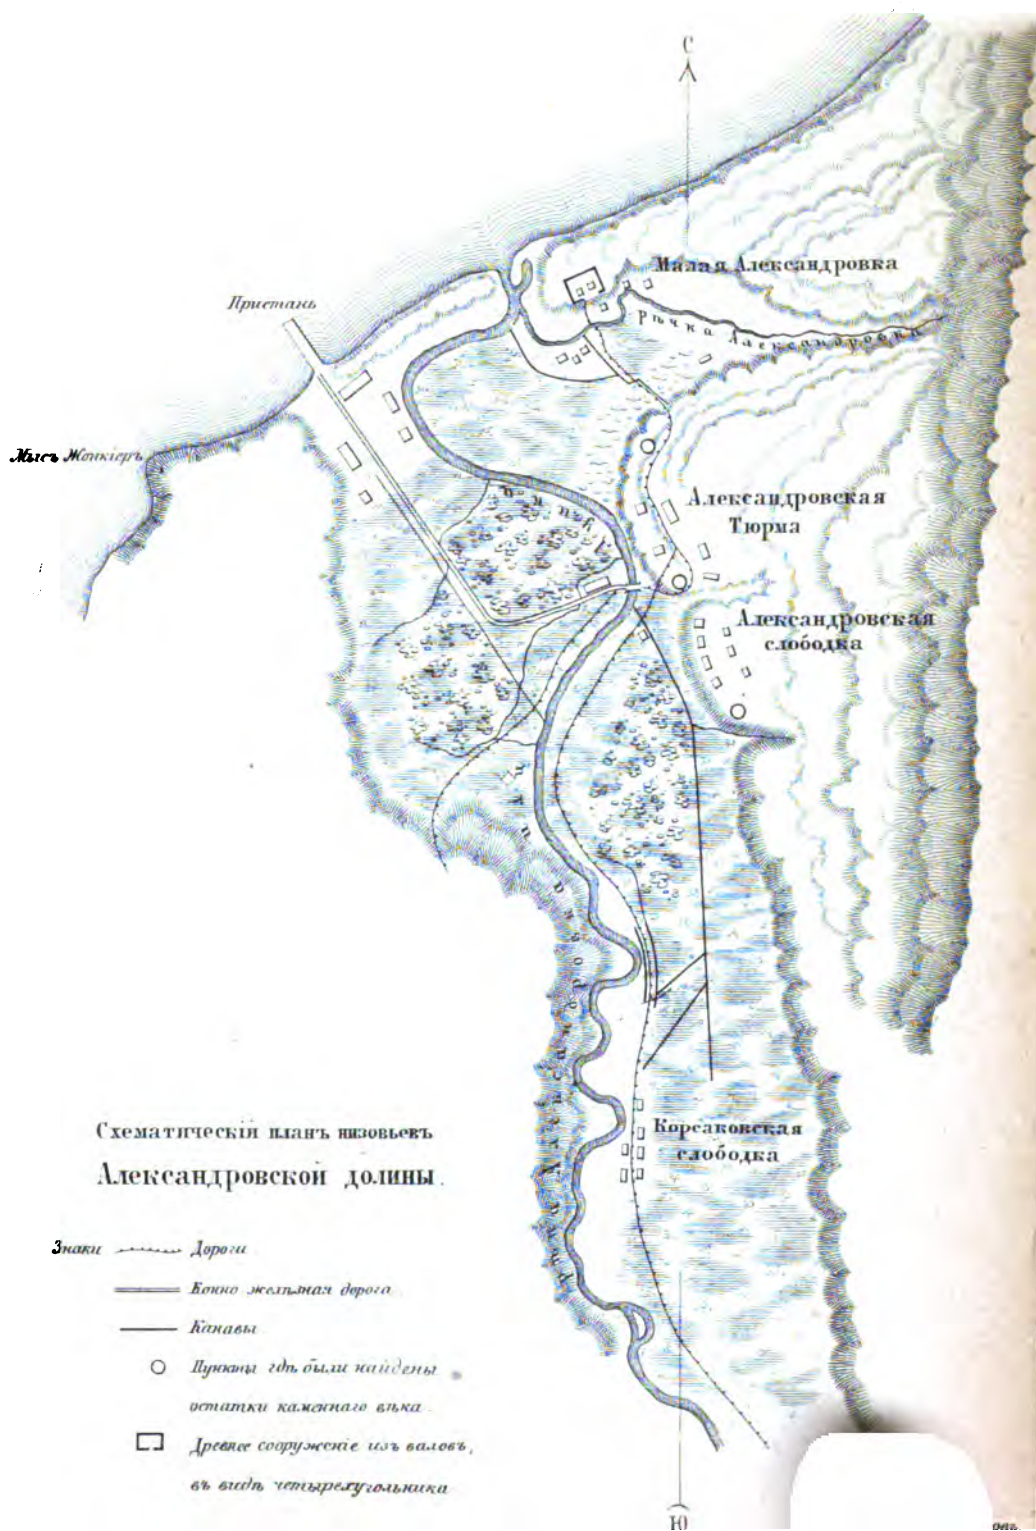 С
Малая Александровка
Пристань
Рѣчка Александровка
Мысъ Жонкіеръ
Александровская
Тюрма
Александровская
слободка
Корсаковская
слободка
Схематическій планъ низовьевъ
Александровской долины.
Знаки Дороги
Конно желѣзная дорога
Канавы
Пункты гдѣ были найдены
остатки каменнаго вѣка
Древнее сооруженіе изъ валовъ,
въ видѣ четырехугольника
Ю